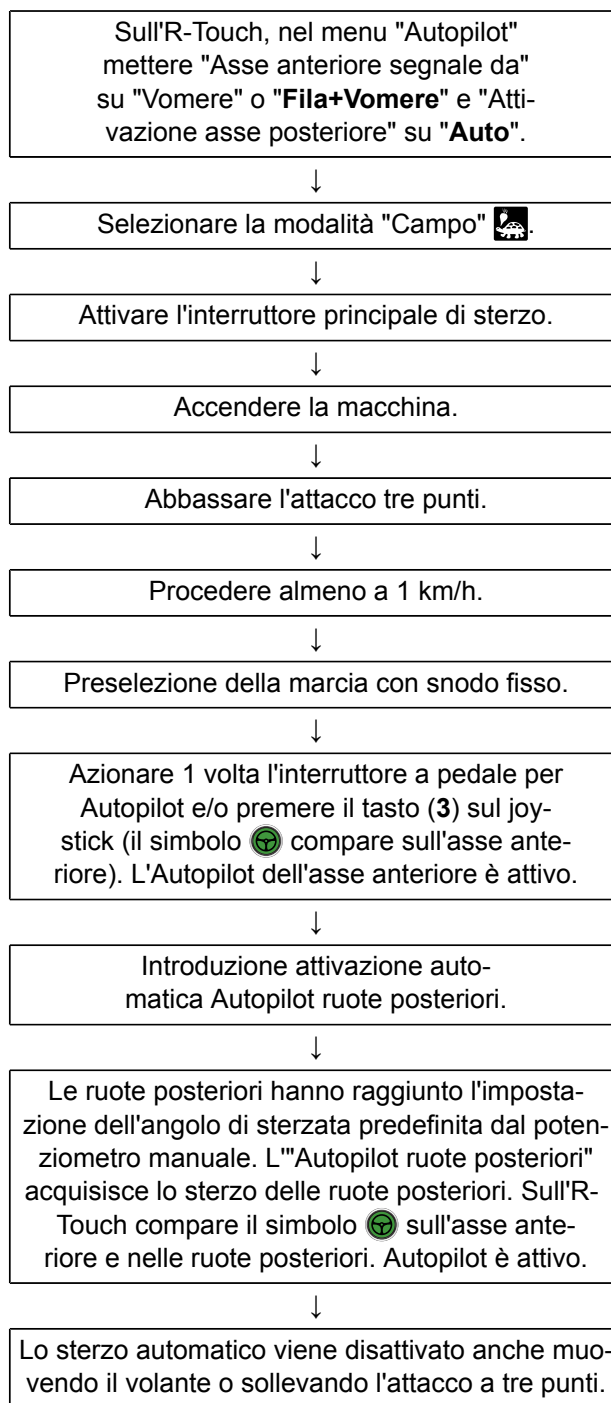 Sull'R-Touch, nel menu "Autopilot"
mettere "Asse anteriore segnale da"
su "Vomere" o "Fila+Vomere" e "Atti-
vazione asse posteriore" su "Auto".
↓
Selezionare la modalità "Campo" .
↓
Attivare l'interruttore principale di sterzo.
↓
Accendere la macchina.
↓
Abbassare l'attacco tre punti.
↓
Procedere almeno a 1 km/h.
↓
Preselezione della marcia con snodo fisso.
↓
Azionare 1 volta l'interruttore a pedale per
Autopilot e/o premere il tasto (3) sul joy-
stick (il simbolo compare sull'asse ante-
riore). L'Autopilot dell'asse anteriore è attivo.
↓
Introduzione attivazione auto-
matica Autopilot ruote posteriori.
↓
Le ruote posteriori hanno raggiunto l'imposta-
zione dell'angolo di sterzata predefinita dal poten-
ziometro manuale. L'"Autopilot ruote posteriori"
acquisisce lo sterzo delle ruote posteriori. Sull'R-
Touch compare il simbolo sull'asse ante-
riore e nelle ruote posteriori. Autopilot è attivo.
↓
Lo sterzo automatico viene disattivato anche muo-
vendo il volante o sollevando l'attacco a tre punti.